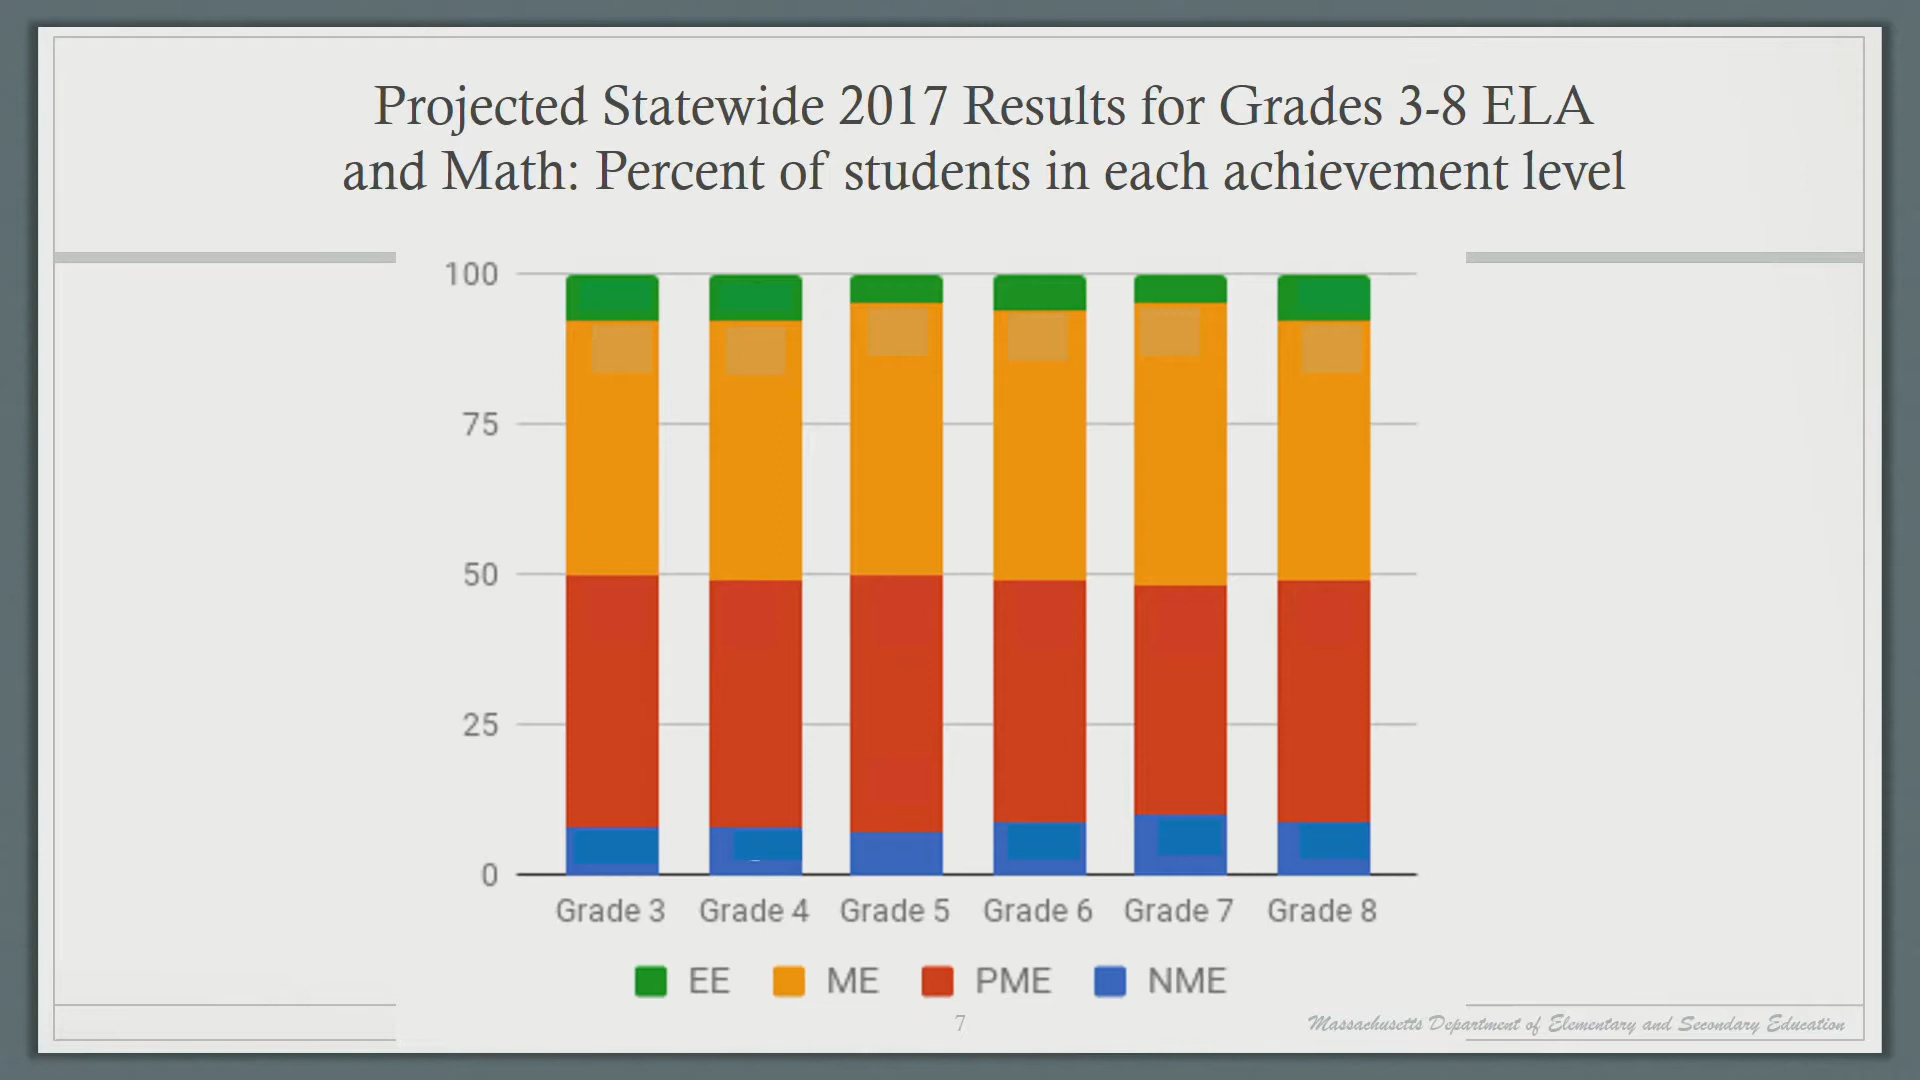 Projected Statewide 2017 Results for Grades 3-8 ELA
and Math: Percent of students in each achievement level
100
75
50
25
0
Grade 3 Grade 4 Grade 5 Grade 6 Grade 7 Grade 8
EE ME PME NME
7
Massachusetts Department of Elementary and Secondary Education